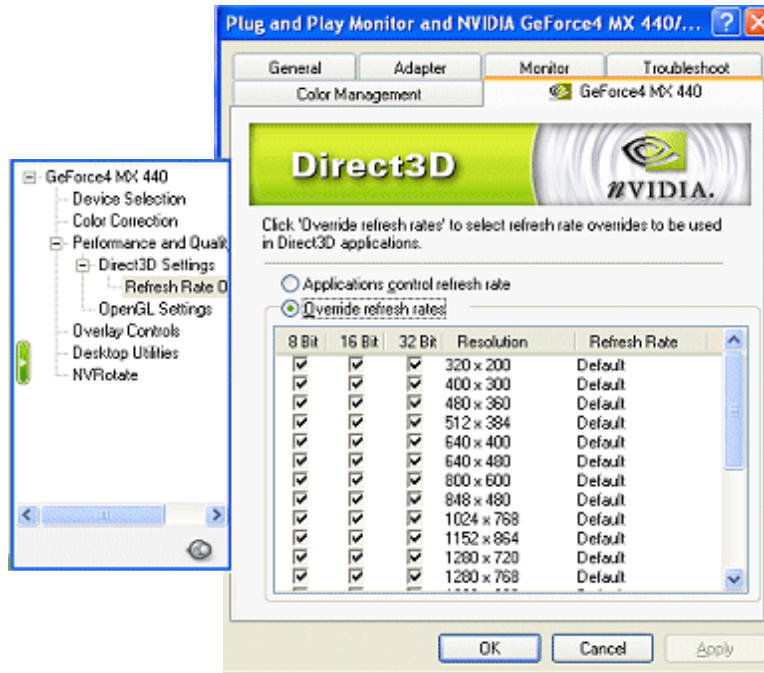 Plug and Play Monitor and NVIDIA GeForce4 MX 440/...
General Adapter Monitor Troubleshoot
Color Management GeForce4 MX 440
Direct3D
NVIDIA.
Click 'Override refresh rates' to select refresh rate overrides to be used
in Direct3D applications.
Applications control refresh rate
Override refresh rates
8 Bit 16 Bit 32 Bit Resolution Refresh Rate
320 x 200 Default
400 x 300 Default
480 x 360 Default
512 x 384 Default
640 x 400 Default
640 x 480 Default
800 x 600 Default
848 x 480 Default
1024 x 768 Default
1152 x 864 Default
1280 x 720 Default
1280 x 768 Default
OK Cancel Apply
GeForce4 MX 440
Device Selection
Color Correction
Performance and Qualit
Direct3D Settings
Refresh Rate O
OpenGL Settings
Overlay Controls
Desktop Utilities
NVRotate